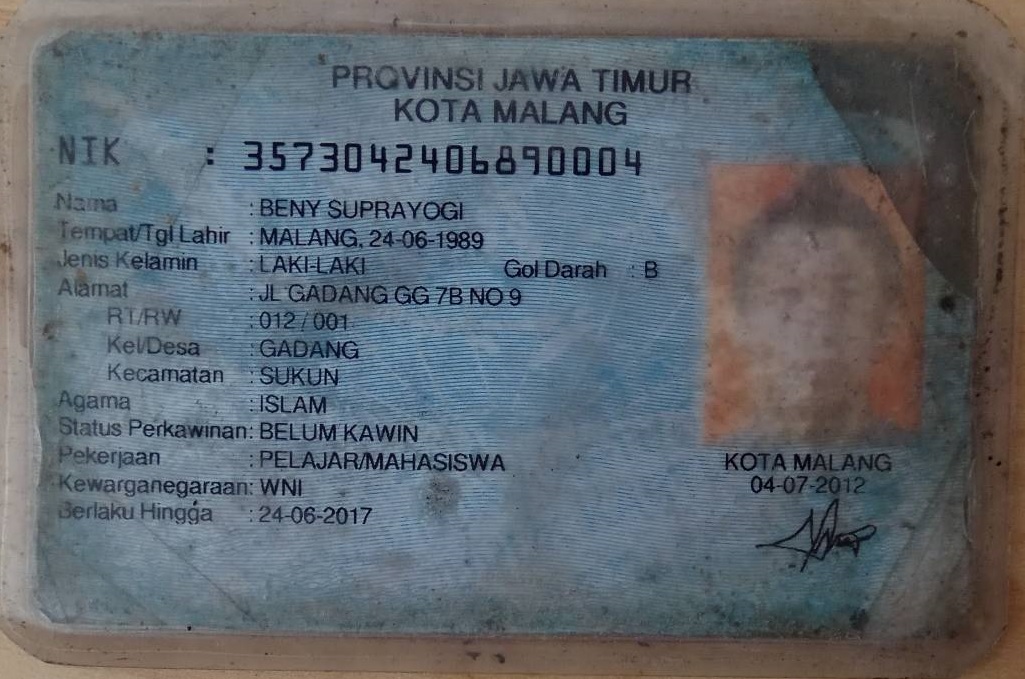 PROVINSI JAWA TIMUR
KOTA MALANG
NIK : 3573042406890004
Nama : BENY SUPRAYOGI
Tempat/Tgl Lahir : MALANG, 24-06-1989
Jenis Kelamin : LAKI-LAKI Gol Darah : B
Alamat : JL GADANG GG 7B NO 9
RT/RW : 012 / 001
Kel/Desa : GADANG
Kecamatan : SUKUN
Agama : ISLAM
Status Perkawinan: BELUM KAWIN
Pekerjaan : PELAJAR/MAHASISWA
Kewarganegaraan: WNI
Berlaku Hingga : 24-06-2017
KOTA MALANG
04-07-2012